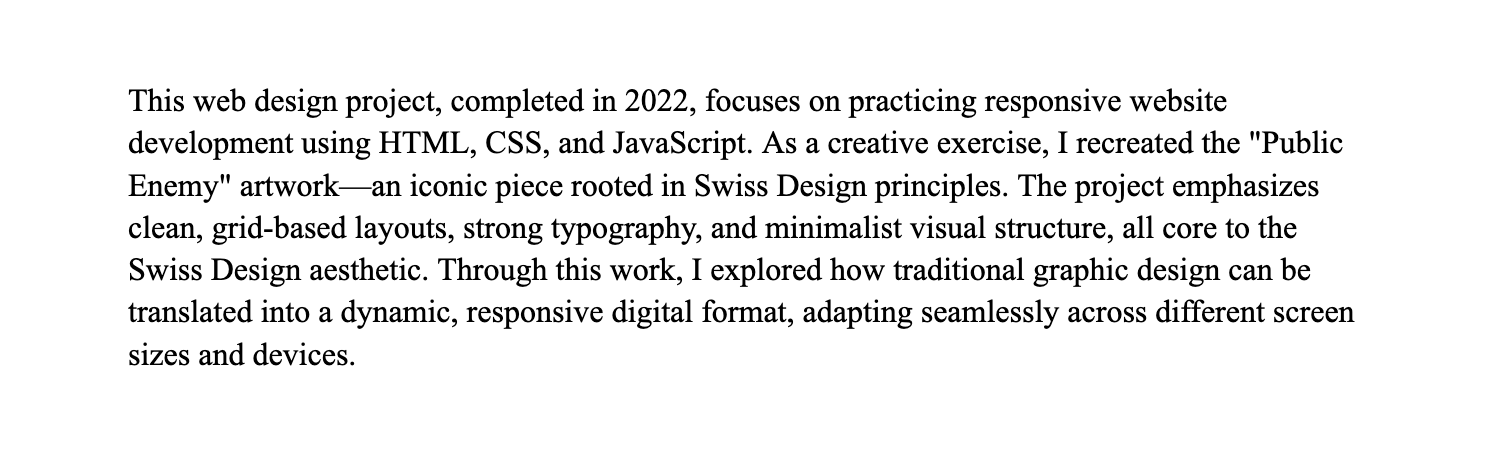 This web design project, completed in 2022, focuses on practicing responsive website
development using HTML, CSS, and JavaScript. As a creative exercise, I recreated the "Public
Enemy" artwork—an iconic piece rooted in Swiss Design principles. The project emphasizes
clean, grid-based layouts, strong typography, and minimalist visual structure, all core to the
Swiss Design aesthetic. Through this work, I explored how traditional graphic design can be
translated into a dynamic, responsive digital format, adapting seamlessly across different screen
sizes and devices.